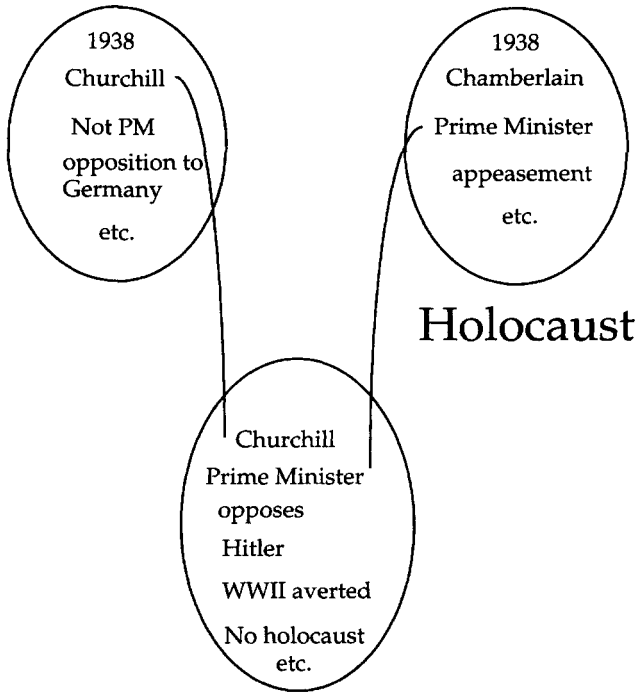 1938
Churchill
Not PM
opposition to
Germany
etc.
1938
Chamberlain
Prime Minister
appeasement
etc.
Holocaust
Churchill
Prime Minister
opposes
Hitler
WWII averted
No holocaust
etc.